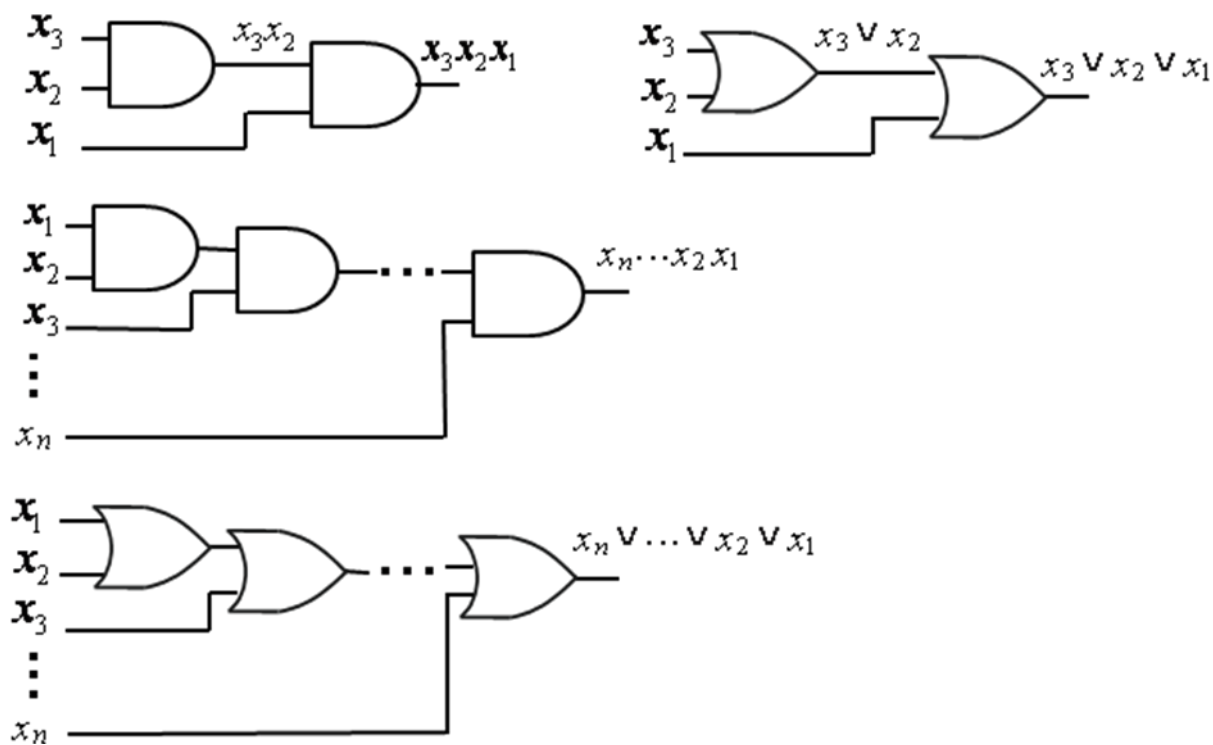 x₃
x₃x₂
x₃x₂x₁
x₂
x₁
x₃
x₃ ∨ x₂
x₃ ∨ x₂ ∨ x₁
x₂
x₁
x₁
x₂
x₃
⋮
xₙ
...
xₙ...x₂x₁
x₁
x₂
x₃
⋮
xₙ
...
xₙ ∨ ... ∨ x₂ ∨ x₁